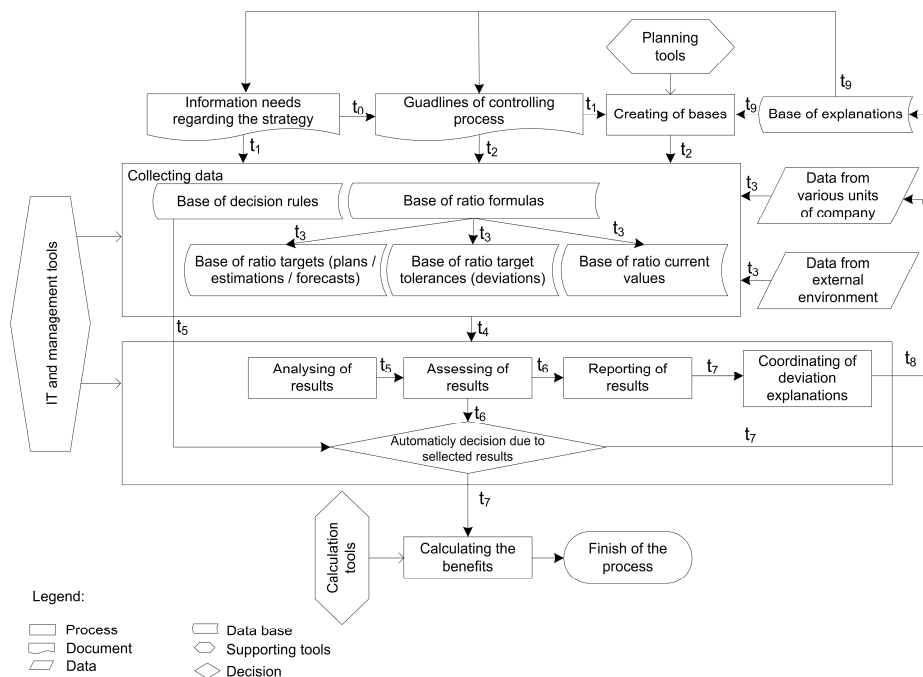 Planning
tools
t9
Information needs
regarding the strategy
t0
Guadlines of controlling
process
t1
Creating of bases
t9
Base of explanations
t1
t2
t2
Collecting data
Base of decision rules
Base of ratio formulas
t3
Data from
various units
of company
t3
t3
t3
Base of ratio targets (plans /
estimations / forecasts)
Base of ratio target
tolerances (deviations)
Base of ratio current
values
t3
Data from
external
environment
IT and management tools
t5
t4
Analysing of
results
t5
Assessing of
results
t6
Reporting of
results
t7
Coordinating of
deviation
explanations
t8
t6
Automaticly decision due to
sellected results
t7
t7
Calculation
tools
Calculating the
benefits
Finish of the
process
Legend:
Process
Document
Data
Data base
Supporting tools
Decision